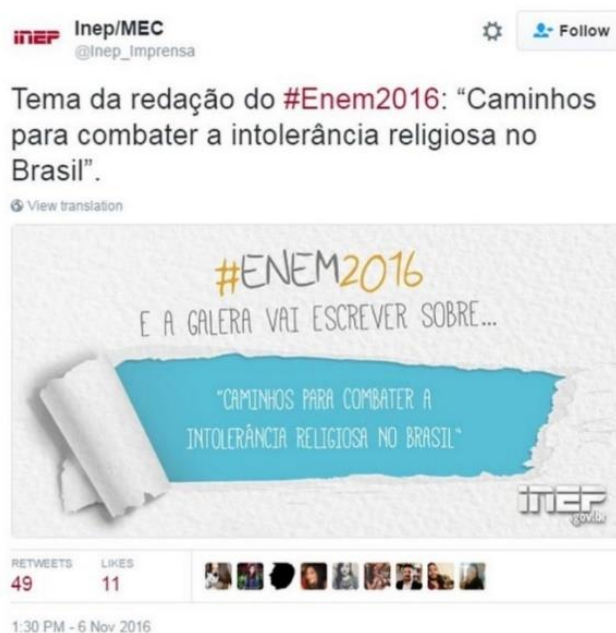 inep Inep/MEC
@Inep_Imprensa
Follow
Tema da redação do #Enem2016: “Caminhos
para combater a intolerância religiosa no
Brasil”.
View translation
#ENEM2016
E A GALERA VAI ESCREVER SOBRE...
"CAMINHOS PARA COMBATER A
INTOLERÂNCIA RELIGIOSA NO BRASIL"
inep
gov.br
RETWEETS LIKES
49 11
1:30 PM - 6 Nov 2016